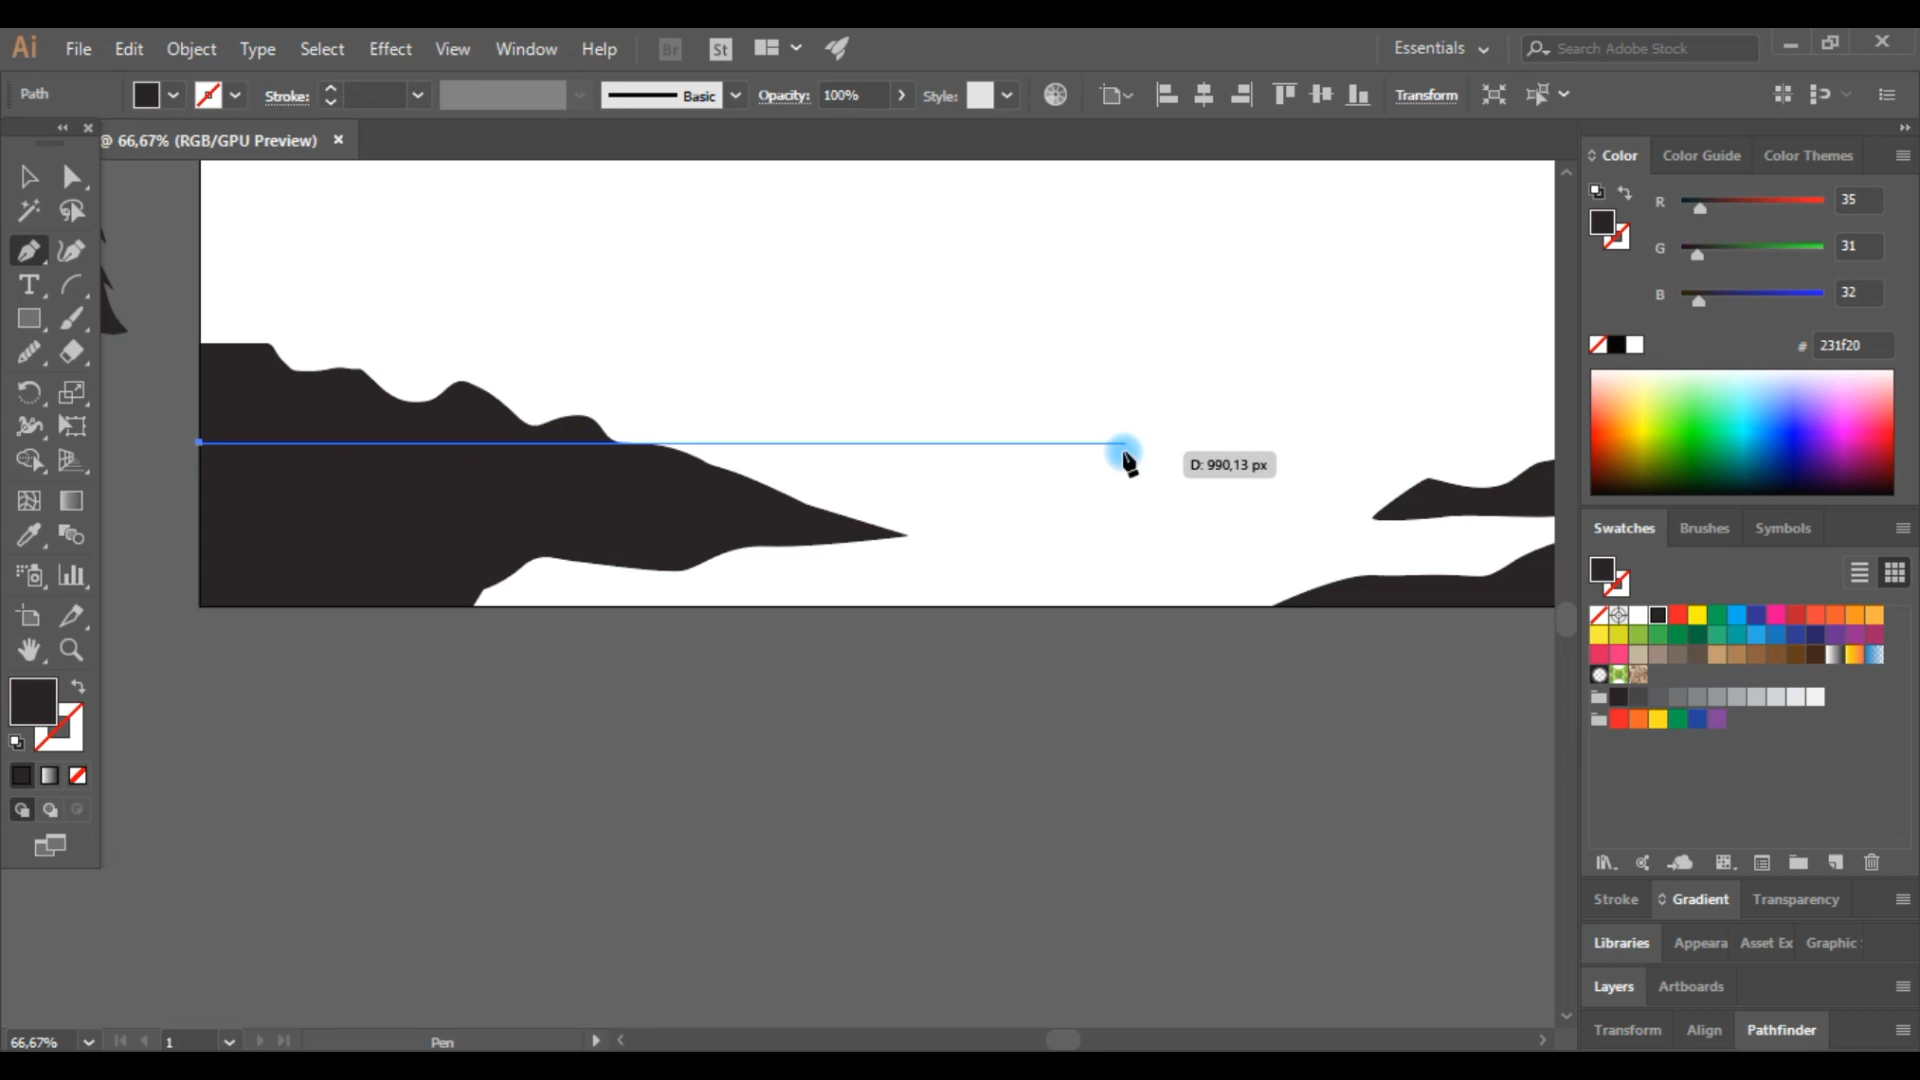 Ai File Edit Object Type Select Effect View Window Help Br St Essentials Search Adobe Stock
Path Stroke: Basic Opacity: 100% Style: Transform
@ 66,67% (RGB/GPU Preview)
Color Color Guide Color Themes
R 35
G 31
B 32
# 231f20
D: 990,13 px
Swatches Brushes Symbols
Stroke Gradient Transparency
Libraries Appeara Asset Ex Graphic
Layers Artboards
Transform Align Pathfinder
66,67% 1 Pen